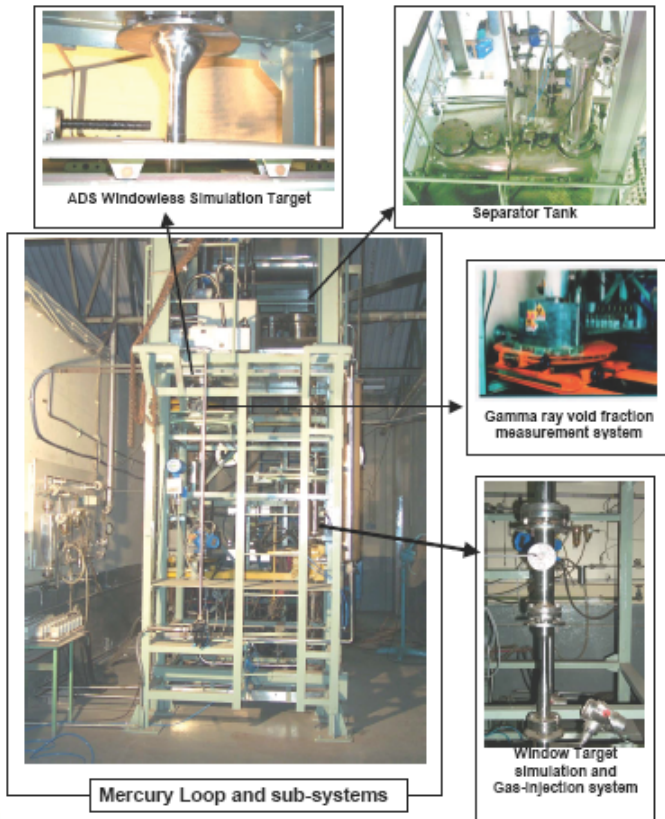 ADS Windowless Simulation Target
Separator Tank
Gamma ray void fraction
measurement system
Window Target
simulation and
Gas-injection system
Mercury Loop and sub-systems